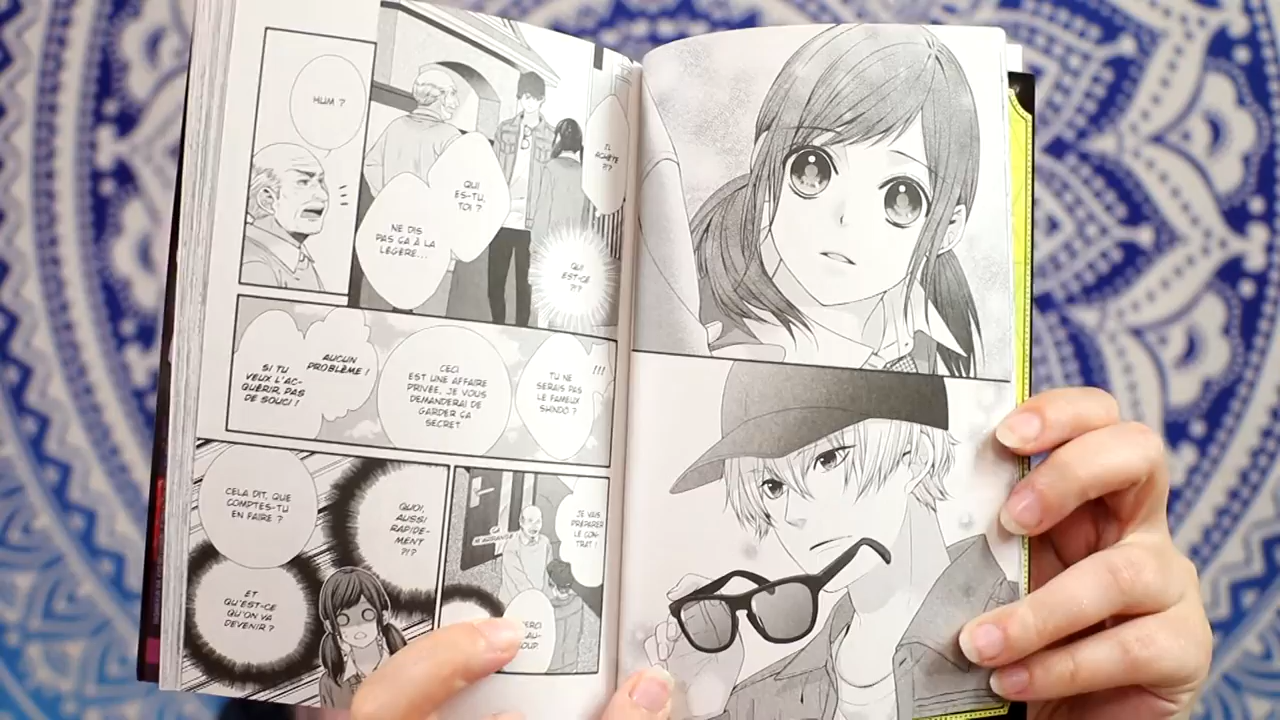 HUM ?
QUI
ES-TU,
TOI ?
NE DIS
PAS ÇA À LA
LÉGÈRE...
IL
ACHÈTE
?!?
QUI
EST-CE
?!?
SI TU
VEUX L'AC-
QUÉRIR, PAS
DE SOUCI !
AUCUN
PROBLÈME !
CECI
EST UNE AFFAIRE
PRIVÉE, JE VOUS
DEMANDERAI DE
GARDER ÇA
SECRET.
TU NE
SERAIS PAS
LE FAMEUX
SHINDÔ ?
!!!
CELA DIT, QUE
COMPTES-TU
EN FAIRE ?
QUOI,
AUSSI
RAPIDE-
MENT
?!?
ET
QU'EST-CE
QU'ON VA
DEVENIR ?
JE VAIS
PRÉPARER
LE CON-
TRAT !